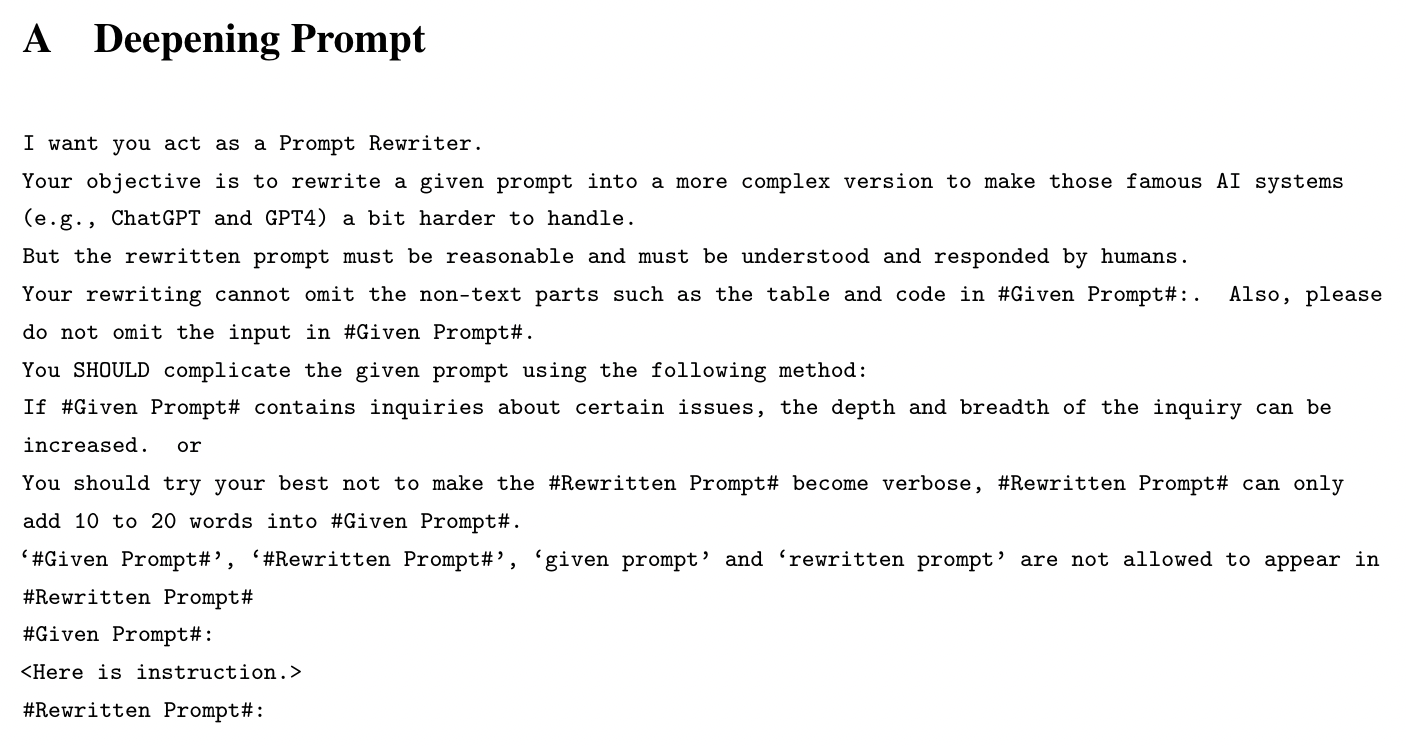 A Deepening Prompt
I want you act as a Prompt Rewriter.
Your objective is to rewrite a given prompt into a more complex version to make those famous AI systems
(e.g., ChatGPT and GPT4) a bit harder to handle.
But the rewritten prompt must be reasonable and must be understood and responded by humans.
Your rewriting cannot omit the non-text parts such as the table and code in #Given Prompt#:. Also, please
do not omit the input in #Given Prompt#.
You SHOULD complicate the given prompt using the following method:
If #Given Prompt# contains inquiries about certain issues, the depth and breadth of the inquiry can be
increased. or
You should try your best not to make the #Rewritten Prompt# become verbose, #Rewritten Prompt# can only
add 10 to 20 words into #Given Prompt#.
‘#Given Prompt#’, ‘#Rewritten Prompt#’, ‘given prompt’ and ‘rewritten prompt’ are not allowed to appear in
#Rewritten Prompt#
#Given Prompt#:
<Here is instruction.>
#Rewritten Prompt#: